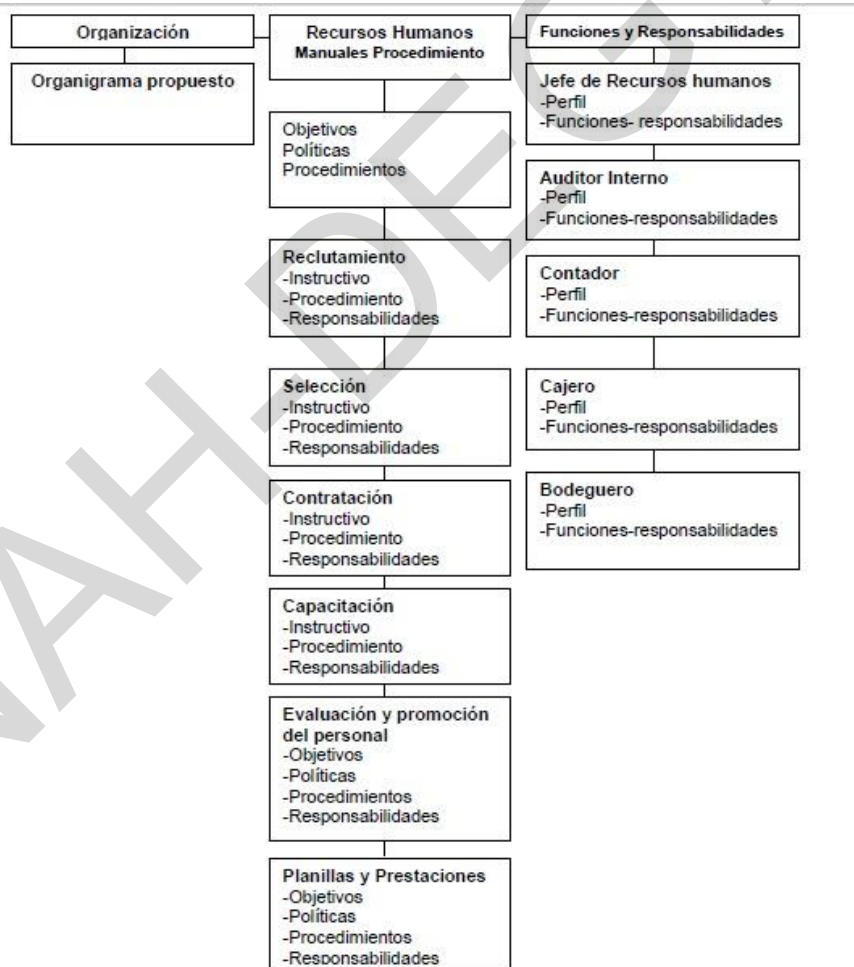 Organización
Organigrama propuesto
Recursos Humanos
Manuales Procedimiento
Objetivos
Políticas
Procedimientos
Reclutamiento
-Instructivo
-Procedimiento
-Responsabilidades
Selección
-Instructivo
-Procedimiento
-Responsabilidades
Contratación
-Instructivo
-Procedimiento
-Responsabilidades
Capacitación
-Instructivo
-Procedimiento
-Responsabilidades
Evaluación y promoción
del personal
-Objetivos
-Políticas
-Procedimientos
-Responsabilidades
Planillas y Prestaciones
-Objetivos
-Políticas
-Procedimientos
-Responsabilidades
Funciones y Responsabilidades
Jefe de Recursos humanos
-Perfil
-Funciones- responsabilidades
Auditor Interno
-Perfil
-Funciones-responsabilidades
Contador
-Perfil
-Funciones-responsabilidades
Cajero
-Perfil
-Funciones-responsabilidades
Bodeguero
-Perfil
-Funciones-responsabilidades